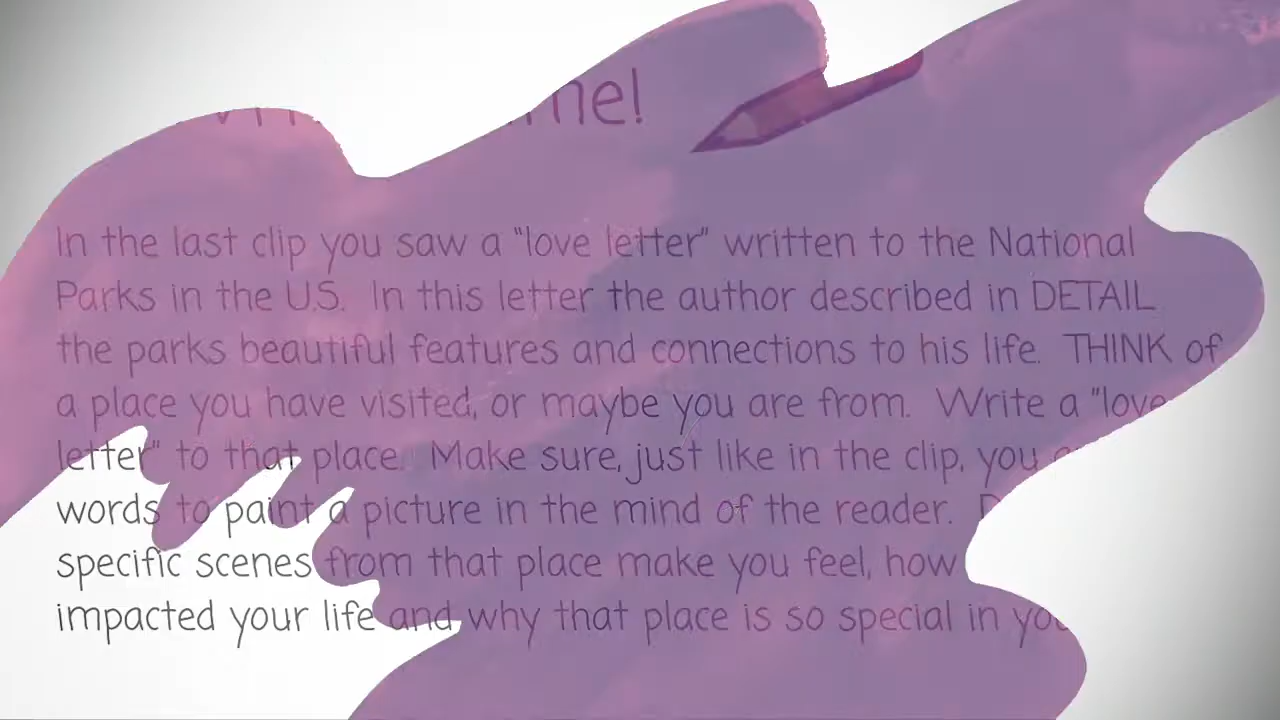 In the last clip you saw a "love letter" written to the National
Parks in the U.S. In this letter the author described in DETAIL
the parks beautiful features and connections to his life. THINK of
a place you have visited, or maybe you are from. Write a "love
letter" to that place. Make sure, just like in the clip, you
words to paint a picture in the mind of the reader.
specific scenes from that place make you feel, how
impacted your life and why that place is so special in